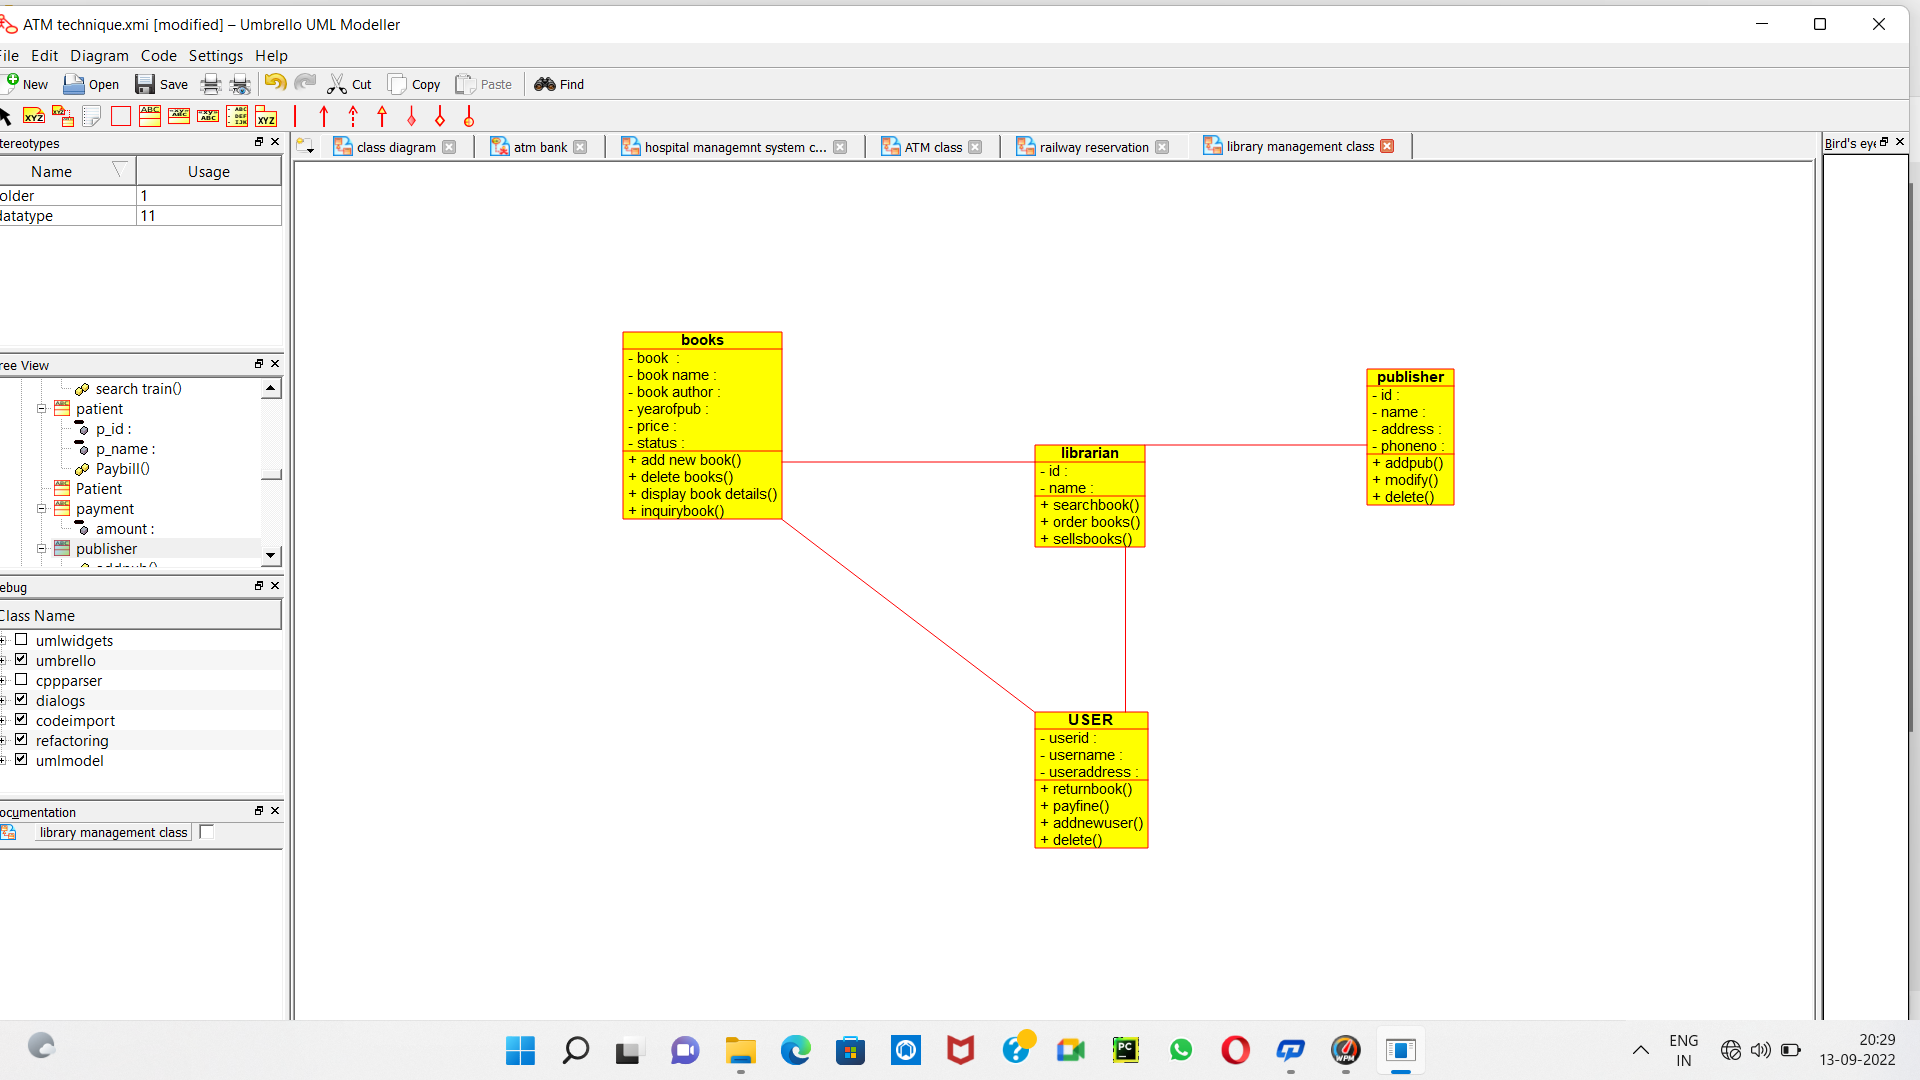 ATM technique.xmi [modified] – Umbrello UML Modeller
File Edit Diagram Code Settings Help
New Open Save Cut Copy Paste Find
XYZ ABC
tereotypes
class diagram
atm bank
hospital managemnt system c...
ATM class
railway reservation
library management class
Bird's eye
Name Usage
older 1
datatype 11
ree View
search train()
patient
p_id :
p_name :
Paybill()
Patient
payment
amount :
publisher
addpub()
ebug
Class Name
umlwidgets
umbrello
cppparser
dialogs
codeimport
refactoring
umlmodel
ocumentation
library management class
books
- book :
- book name :
- book author :
- yearofpub :
- price :
- status :
+ add new book()
+ delete books()
+ display book details()
+ inquirybook()
librarian
- id :
- name :
+ searchbook()
+ order books()
+ sellsbooks()
publisher
- id :
- name :
- address :
- phoneno :
+ addpub()
+ modify()
+ delete()
USER
- userid :
- username :
- useraddress :
+ returnbook()
+ payfine()
+ addnewuser()
+ delete()
PC
WPM
ENG
IN
20:29
13-09-2022